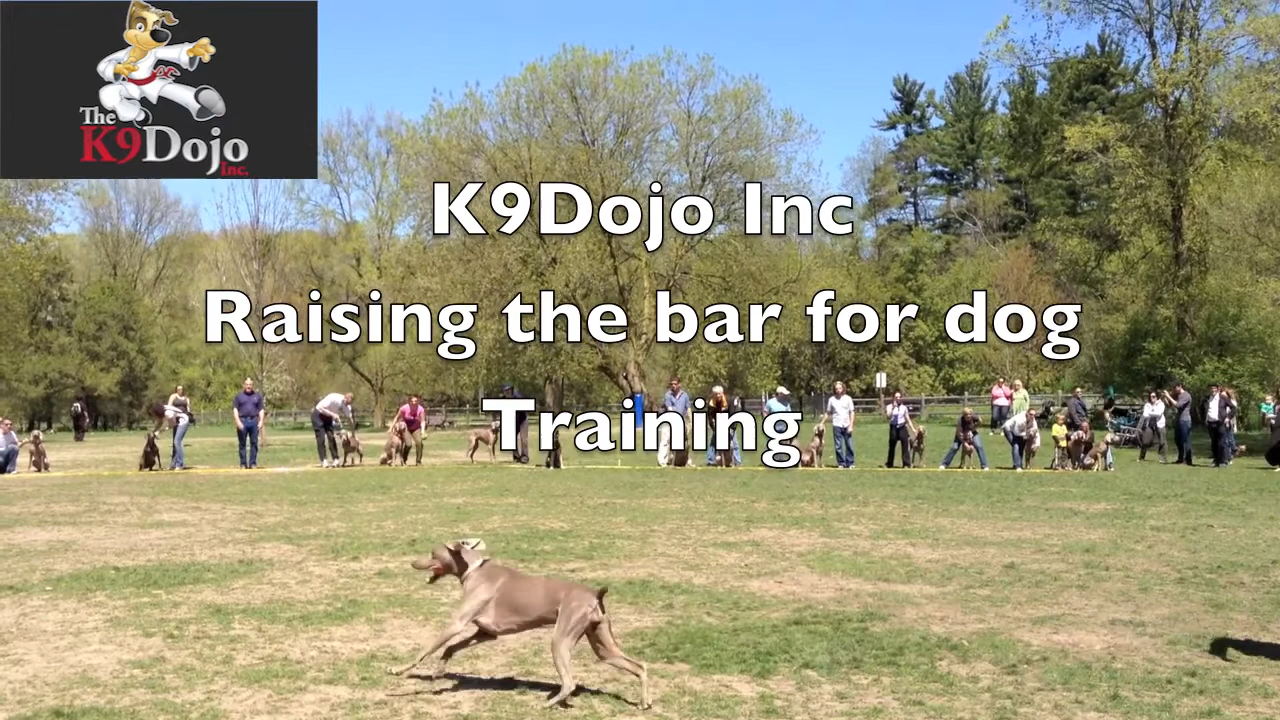 The
K9Dojo
Inc.
K9Dojo Inc
Raising the bar for dog
Training